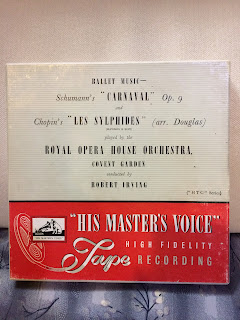 BALLET MUSIC—
Schumann's "CARNAVAL" Op. 9
and
Chopin's "LES SYLPHIDES" (arr. Douglas)
played by the
ROYAL OPERA HOUSE ORCHESTRA,
COVENT GARDEN
conducted by
ROBERT IRVING
"HIS MASTER'S VOICE"
HIGH FIDELITY
Tape RECORDING